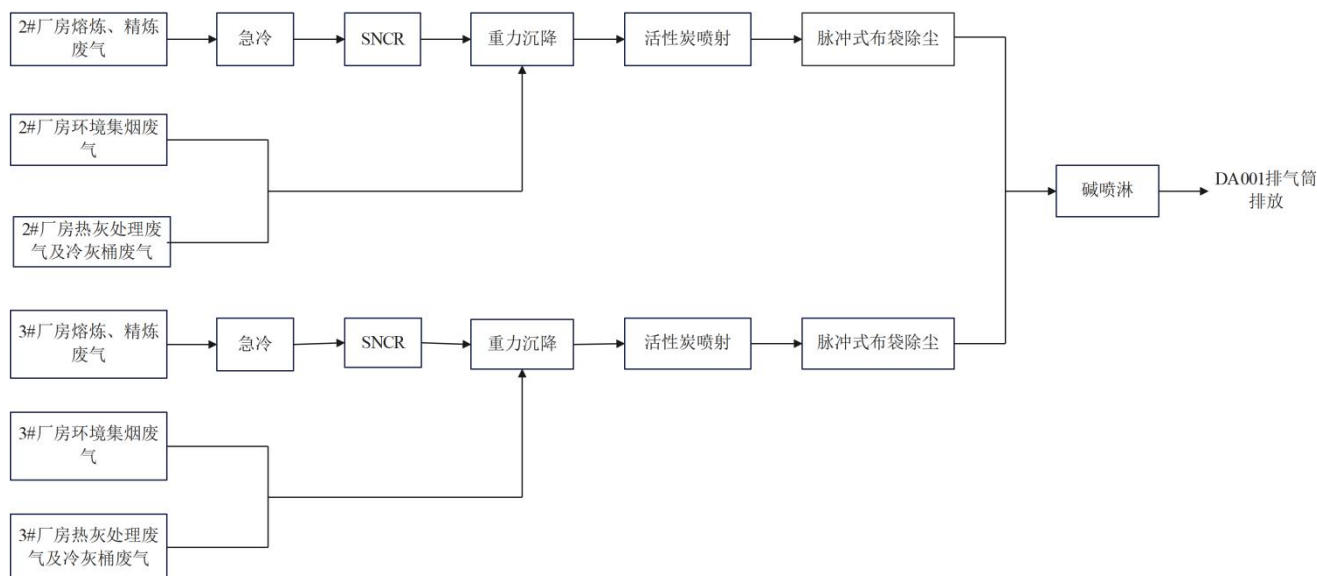 2#厂房熔炼、精炼
废气
急冷
SNCR
重力沉降
活性炭喷射
脉冲式布袋除尘
2#厂房环境集烟废
气
2#厂房热灰处理废
气及冷灰桶废气
碱喷淋
DA001排气筒
排放
3#厂房熔炼、精炼
废气
急冷
SNCR
重力沉降
活性炭喷射
脉冲式布袋除尘
3#厂房环境集烟废
气
3#厂房热灰处理废
气及冷灰桶废气